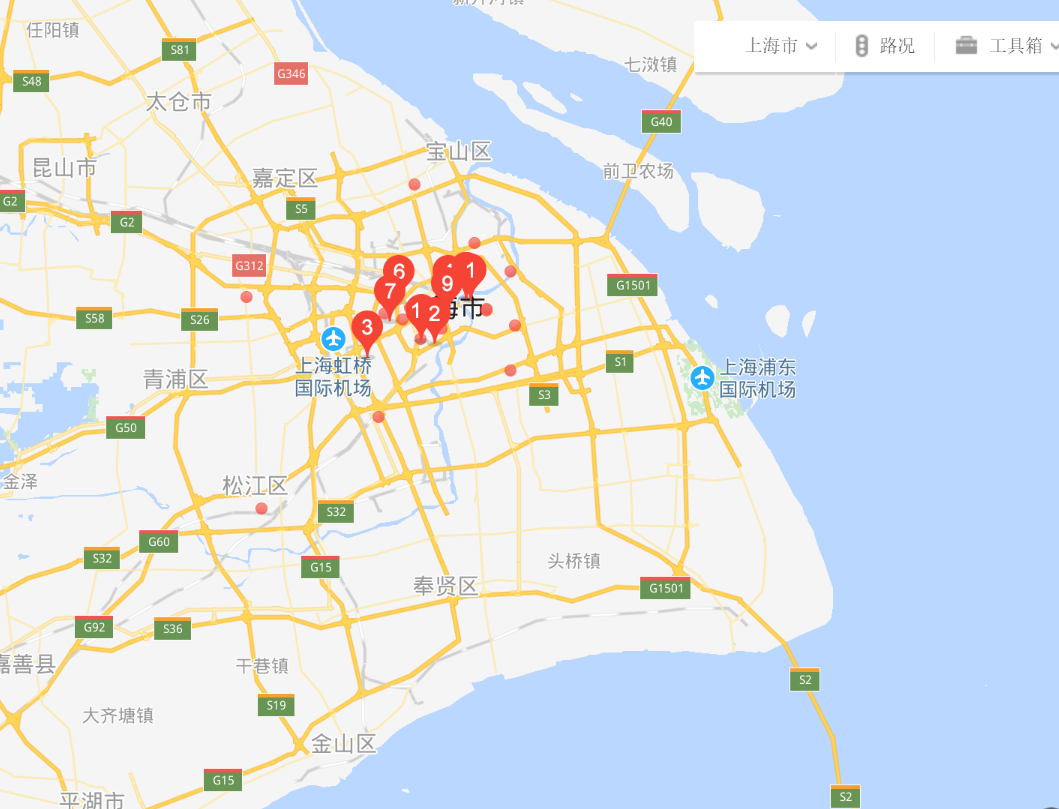 任阳镇
S81
上海市
路况
工具箱
G346
七滧镇
S48
太仓市
G40
宝山区
昆山市
嘉定区
前卫农场
G2
S5
G2
G312
6
1
7
9
G1501
海市
S58
S26
1
2
3
上海虹桥
国际机场
S1
上海浦东
国际机场
青浦区
S3
G50
金泽
松江区
S32
G60
S32
G15
头桥镇
奉贤区
G1501
G92
S36
嘉善县
干巷镇
S2
S19
大齐塘镇
金山区
G15
平湖市
S2